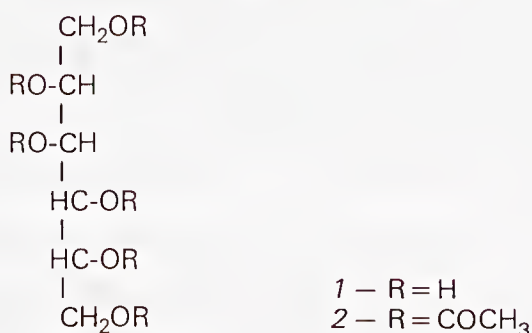 CH₂OR
RO-CH
RO-CH
HC-OR
HC-OR
CH₂OR
1 – R = H
2 – R = COCH₃